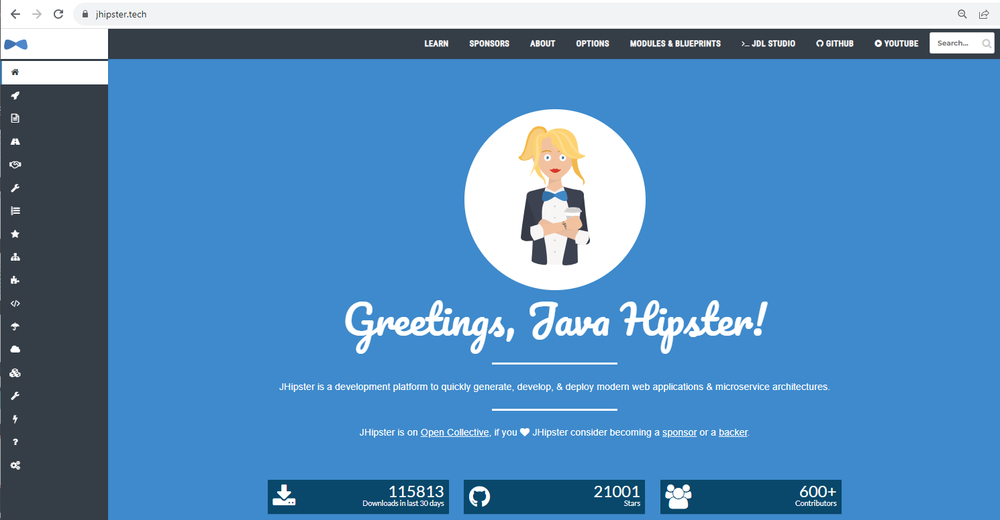 jhipster.tech
LEARN SPONSORS ABOUT OPTIONS MODULES & BLUEPRINTS >_ JDL STUDIO GITHUB YOUTUBE Search...
Greetings, Java Hipster!
JHipster is a development platform to quickly generate, develop, & deploy modern web applications & microservice architectures.
JHipster is on Open Collective, if you ♥ JHipster consider becoming a sponsor or a backer.
115813
Downloads in last 30 days
21001
Stars
600+
Contributors